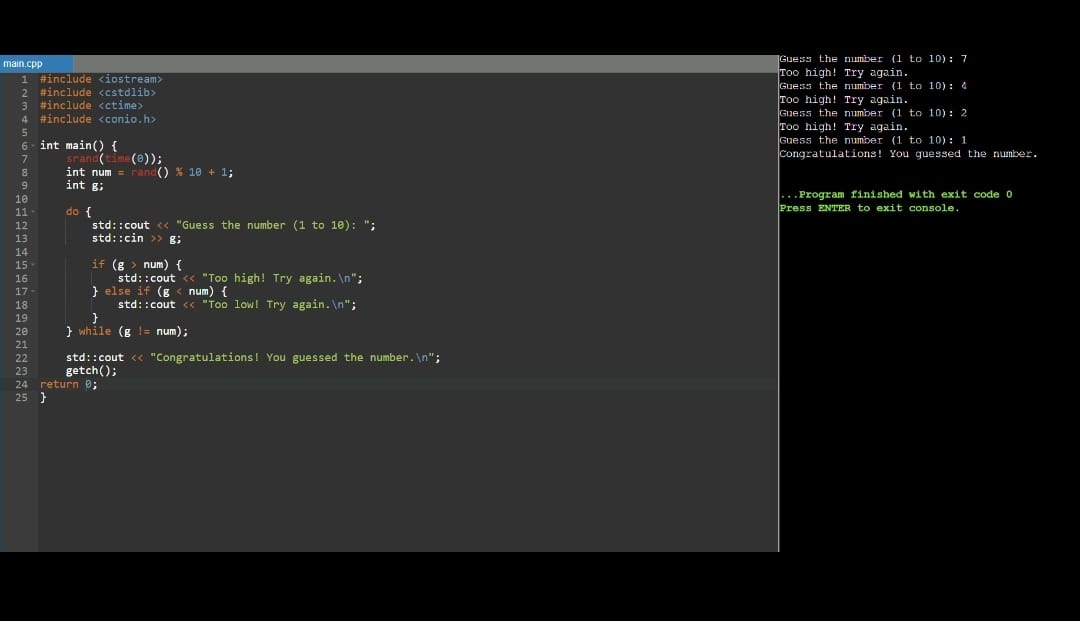 main.cpp
1 #include <iostream>
2 #include <cstdlib>
3 #include <ctime>
4 #include <conio.h>
5
6 int main() {
7 srand(time(0));
8 int num = rand() % 10 + 1;
9 int g;
10
11 do {
12 std::cout << "Guess the number (1 to 10): ";
13 std::cin >> g;
14
15 if (g > num) {
16 std::cout << "Too high! Try again.\n";
17 } else if (g < num) {
18 std::cout << "Too low! Try again.\n";
19 }
20 } while (g != num);
21
22 std::cout << "Congratulations! You guessed the number.\n";
23 getch();
24 return 0;
25 }
Guess the number (1 to 10): 7
Too high! Try again.
Guess the number (1 to 10): 4
Too high! Try again.
Guess the number (1 to 10): 2
Too high! Try again.
Guess the number (1 to 10): 1
Congratulations! You guessed the number.
...Program finished with exit code 0
Press ENTER to exit console.